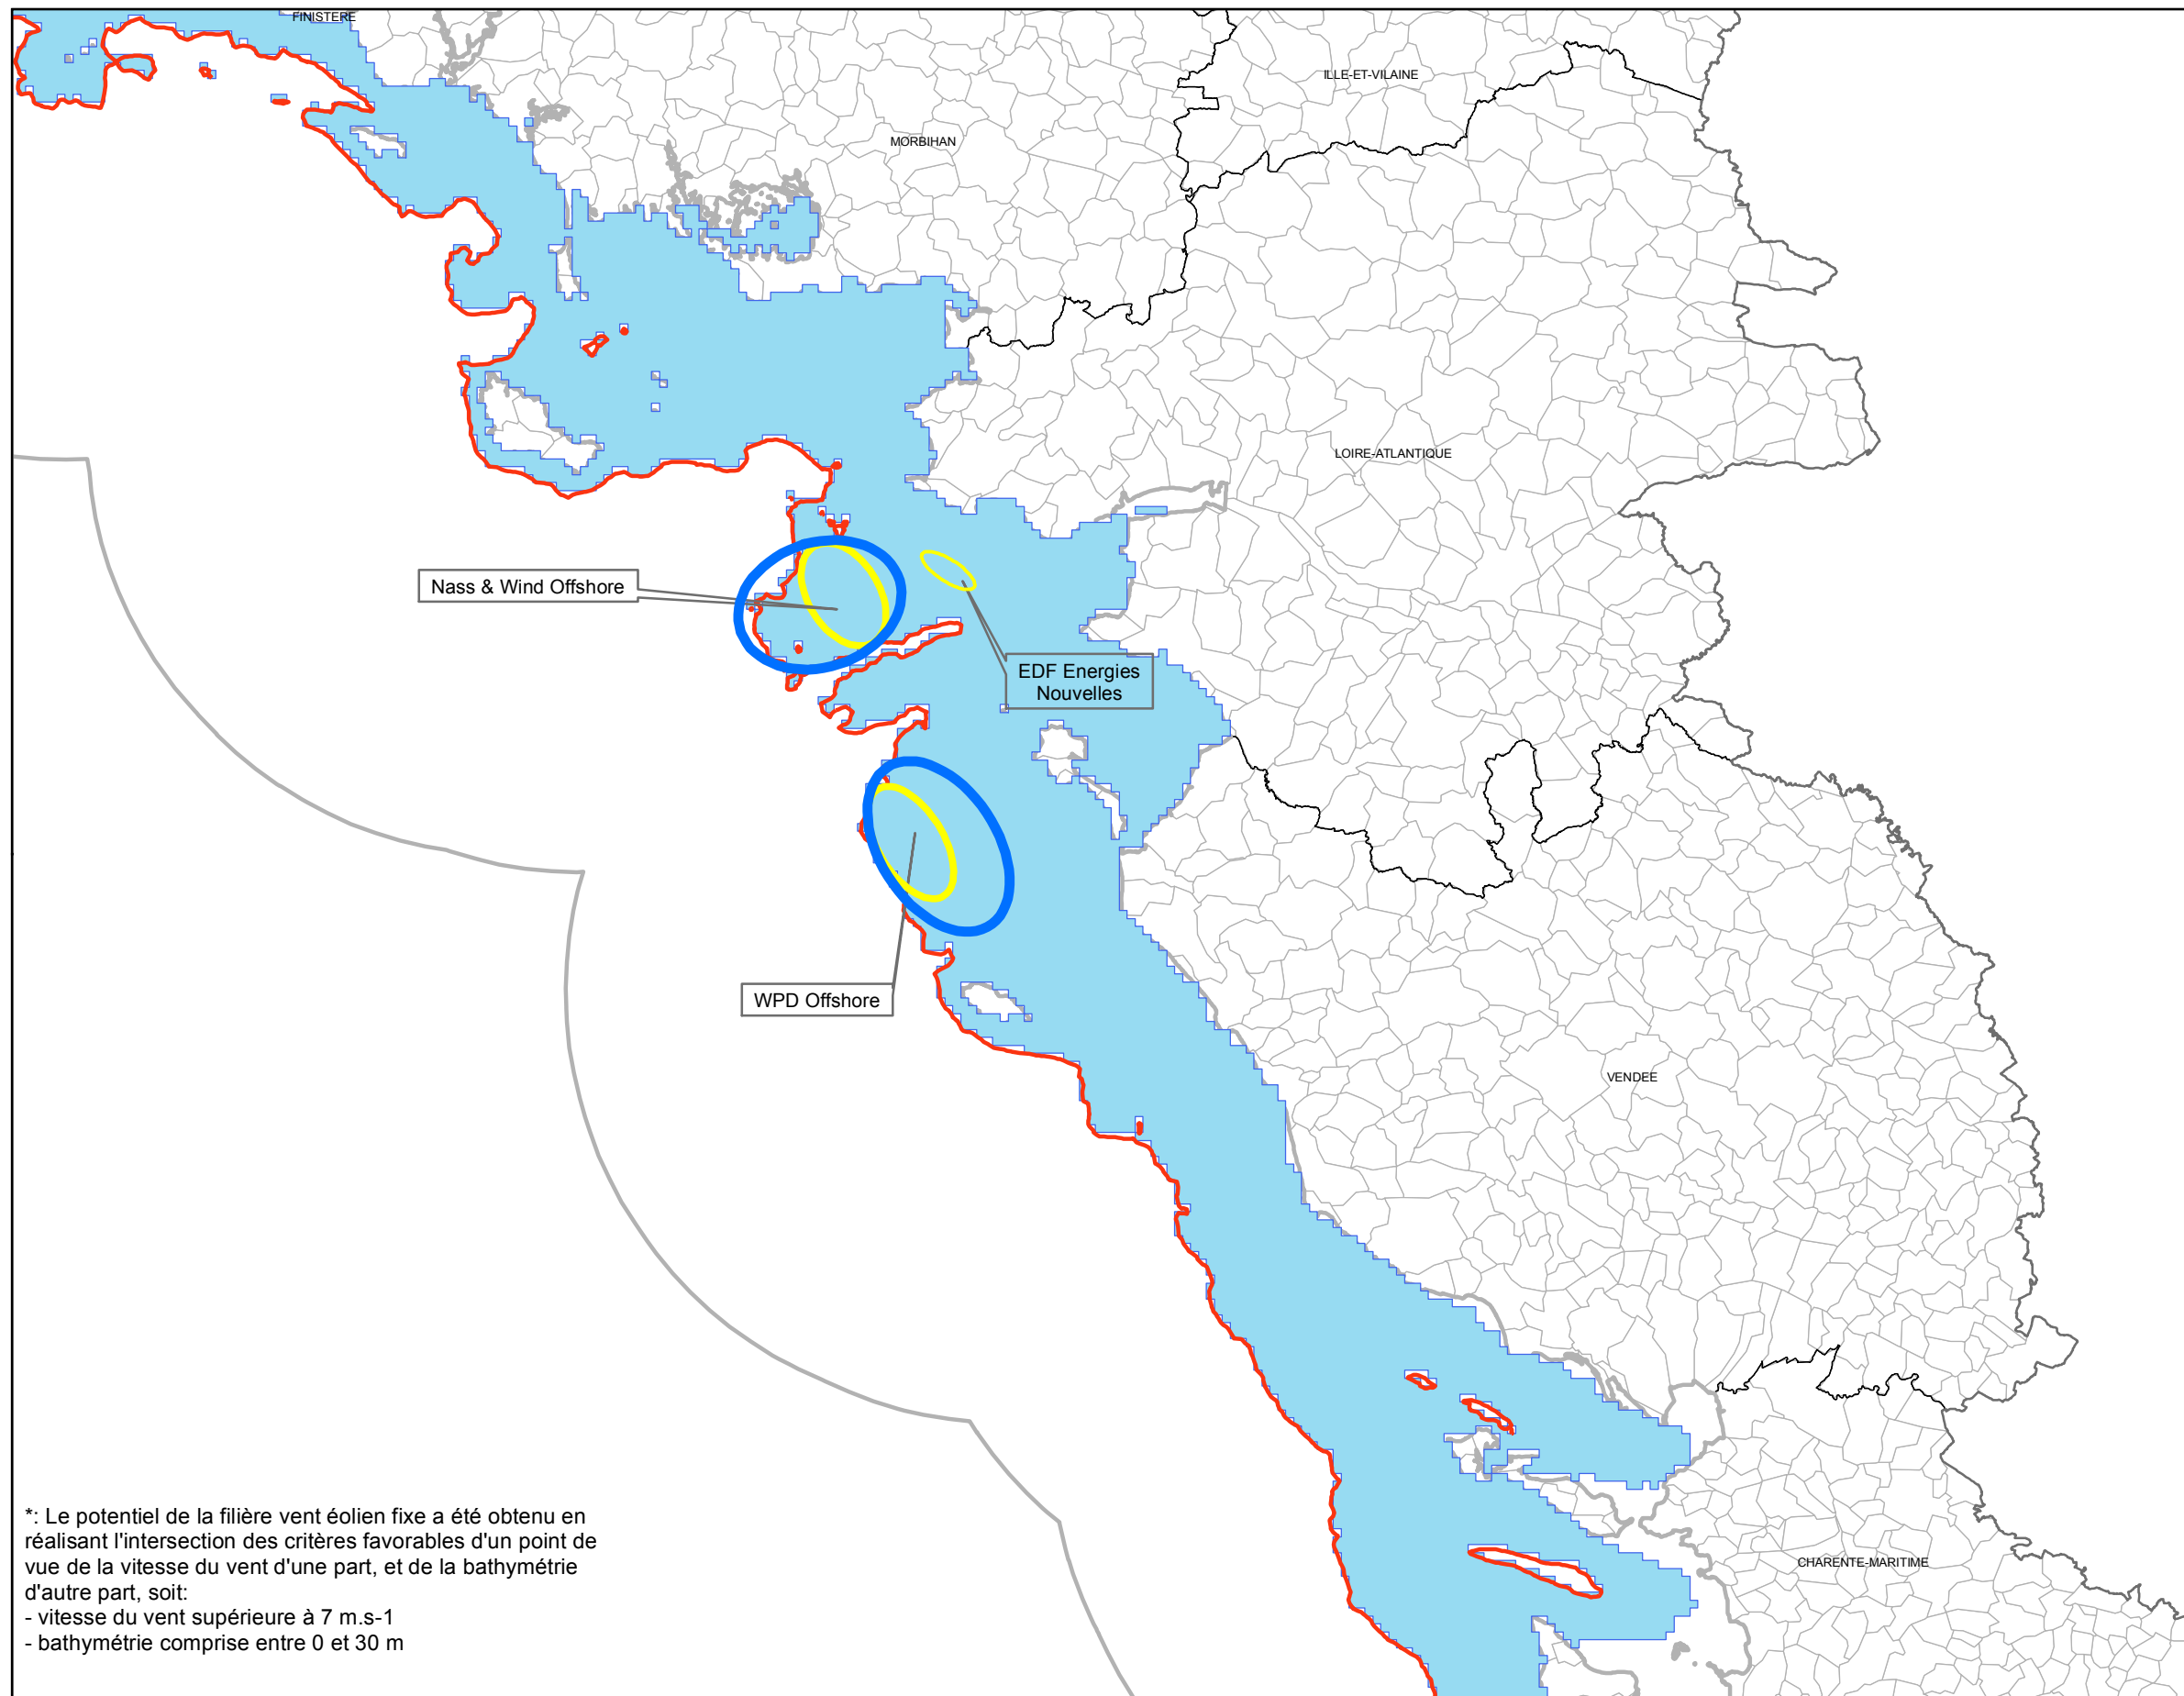 FINISTERE
ILLE-ET-VILAINE
MORBIHAN
LOIRE-ATLANTIQUE
Nass & Wind Offshore
EDF Energies
Nouvelles
WPD Offshore
VENDEE
CHARENTE-MARITIME
*: Le potentiel de la filière vent éolien fixe a été obtenu en
réalisant l'intersection des critères favorables d'un point de
vue de la vitesse du vent d'une part, et de la bathymétrie
d'autre part, soit:
- vitesse du vent supérieure à 7 m.s-1
- bathymétrie comprise entre 0 et 30 m